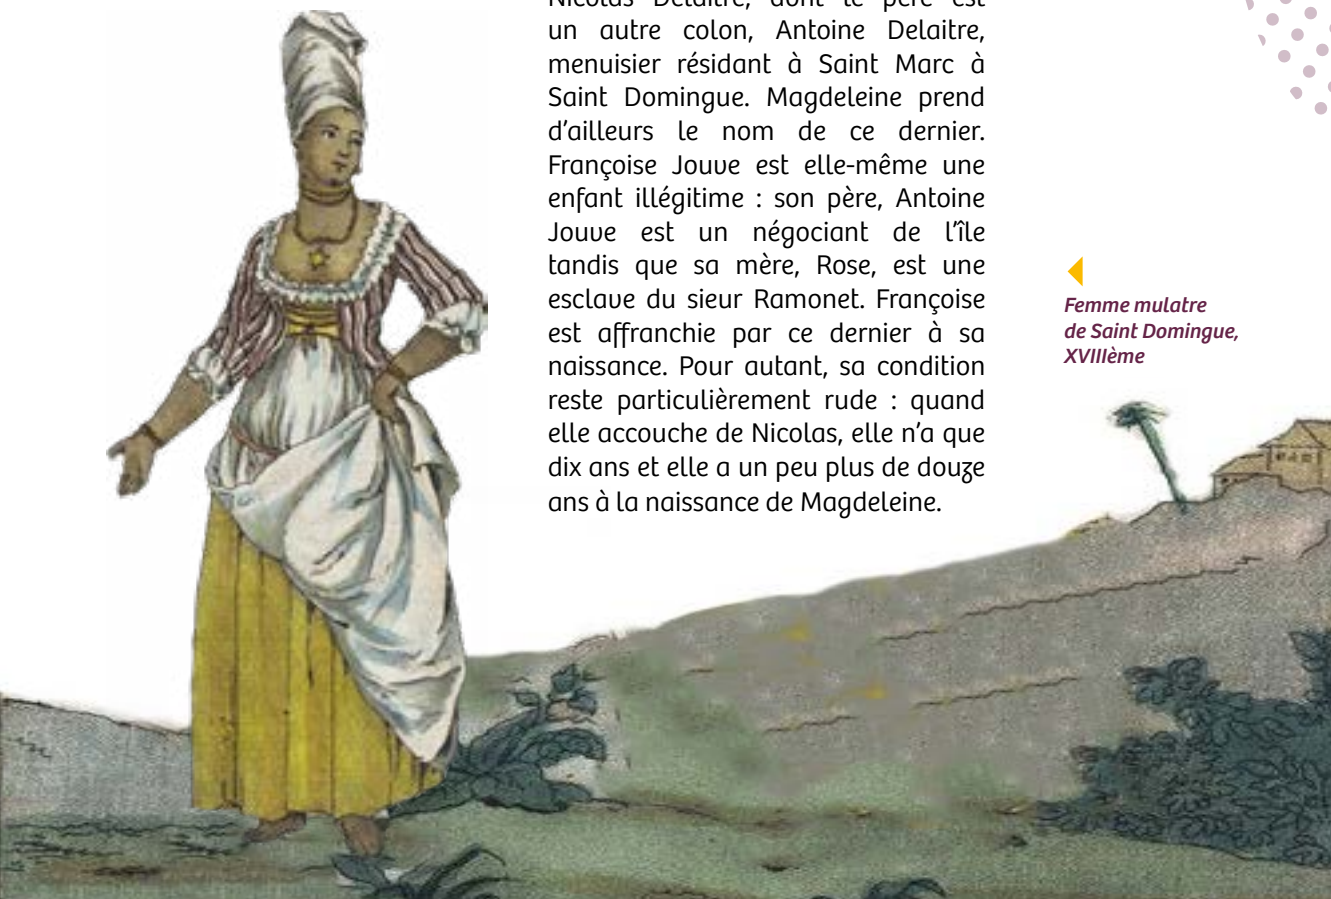 Nicolas Delaitre, dont le père est
un autre colon, Antoine Delaitre,
menuisier résidant à Saint Marc à
Saint Domingue. Magdeleine prend
d’ailleurs le nom de ce dernier.
Françoise Jouve est elle-même une
enfant illégitime : son père, Antoine
Jouve est un négociant de l’île
tandis que sa mère, Rose, est une
esclave du sieur Ramonet. Françoise
est affranchie par ce dernier à sa
naissance. Pour autant, sa condition
reste particulièrement rude : quand
elle accouche de Nicolas, elle n’a que
dix ans et elle a un peu plus de douze
ans à la naissance de Magdeleine.
Femme mulatre
de Saint Domingue,
XVIIIème